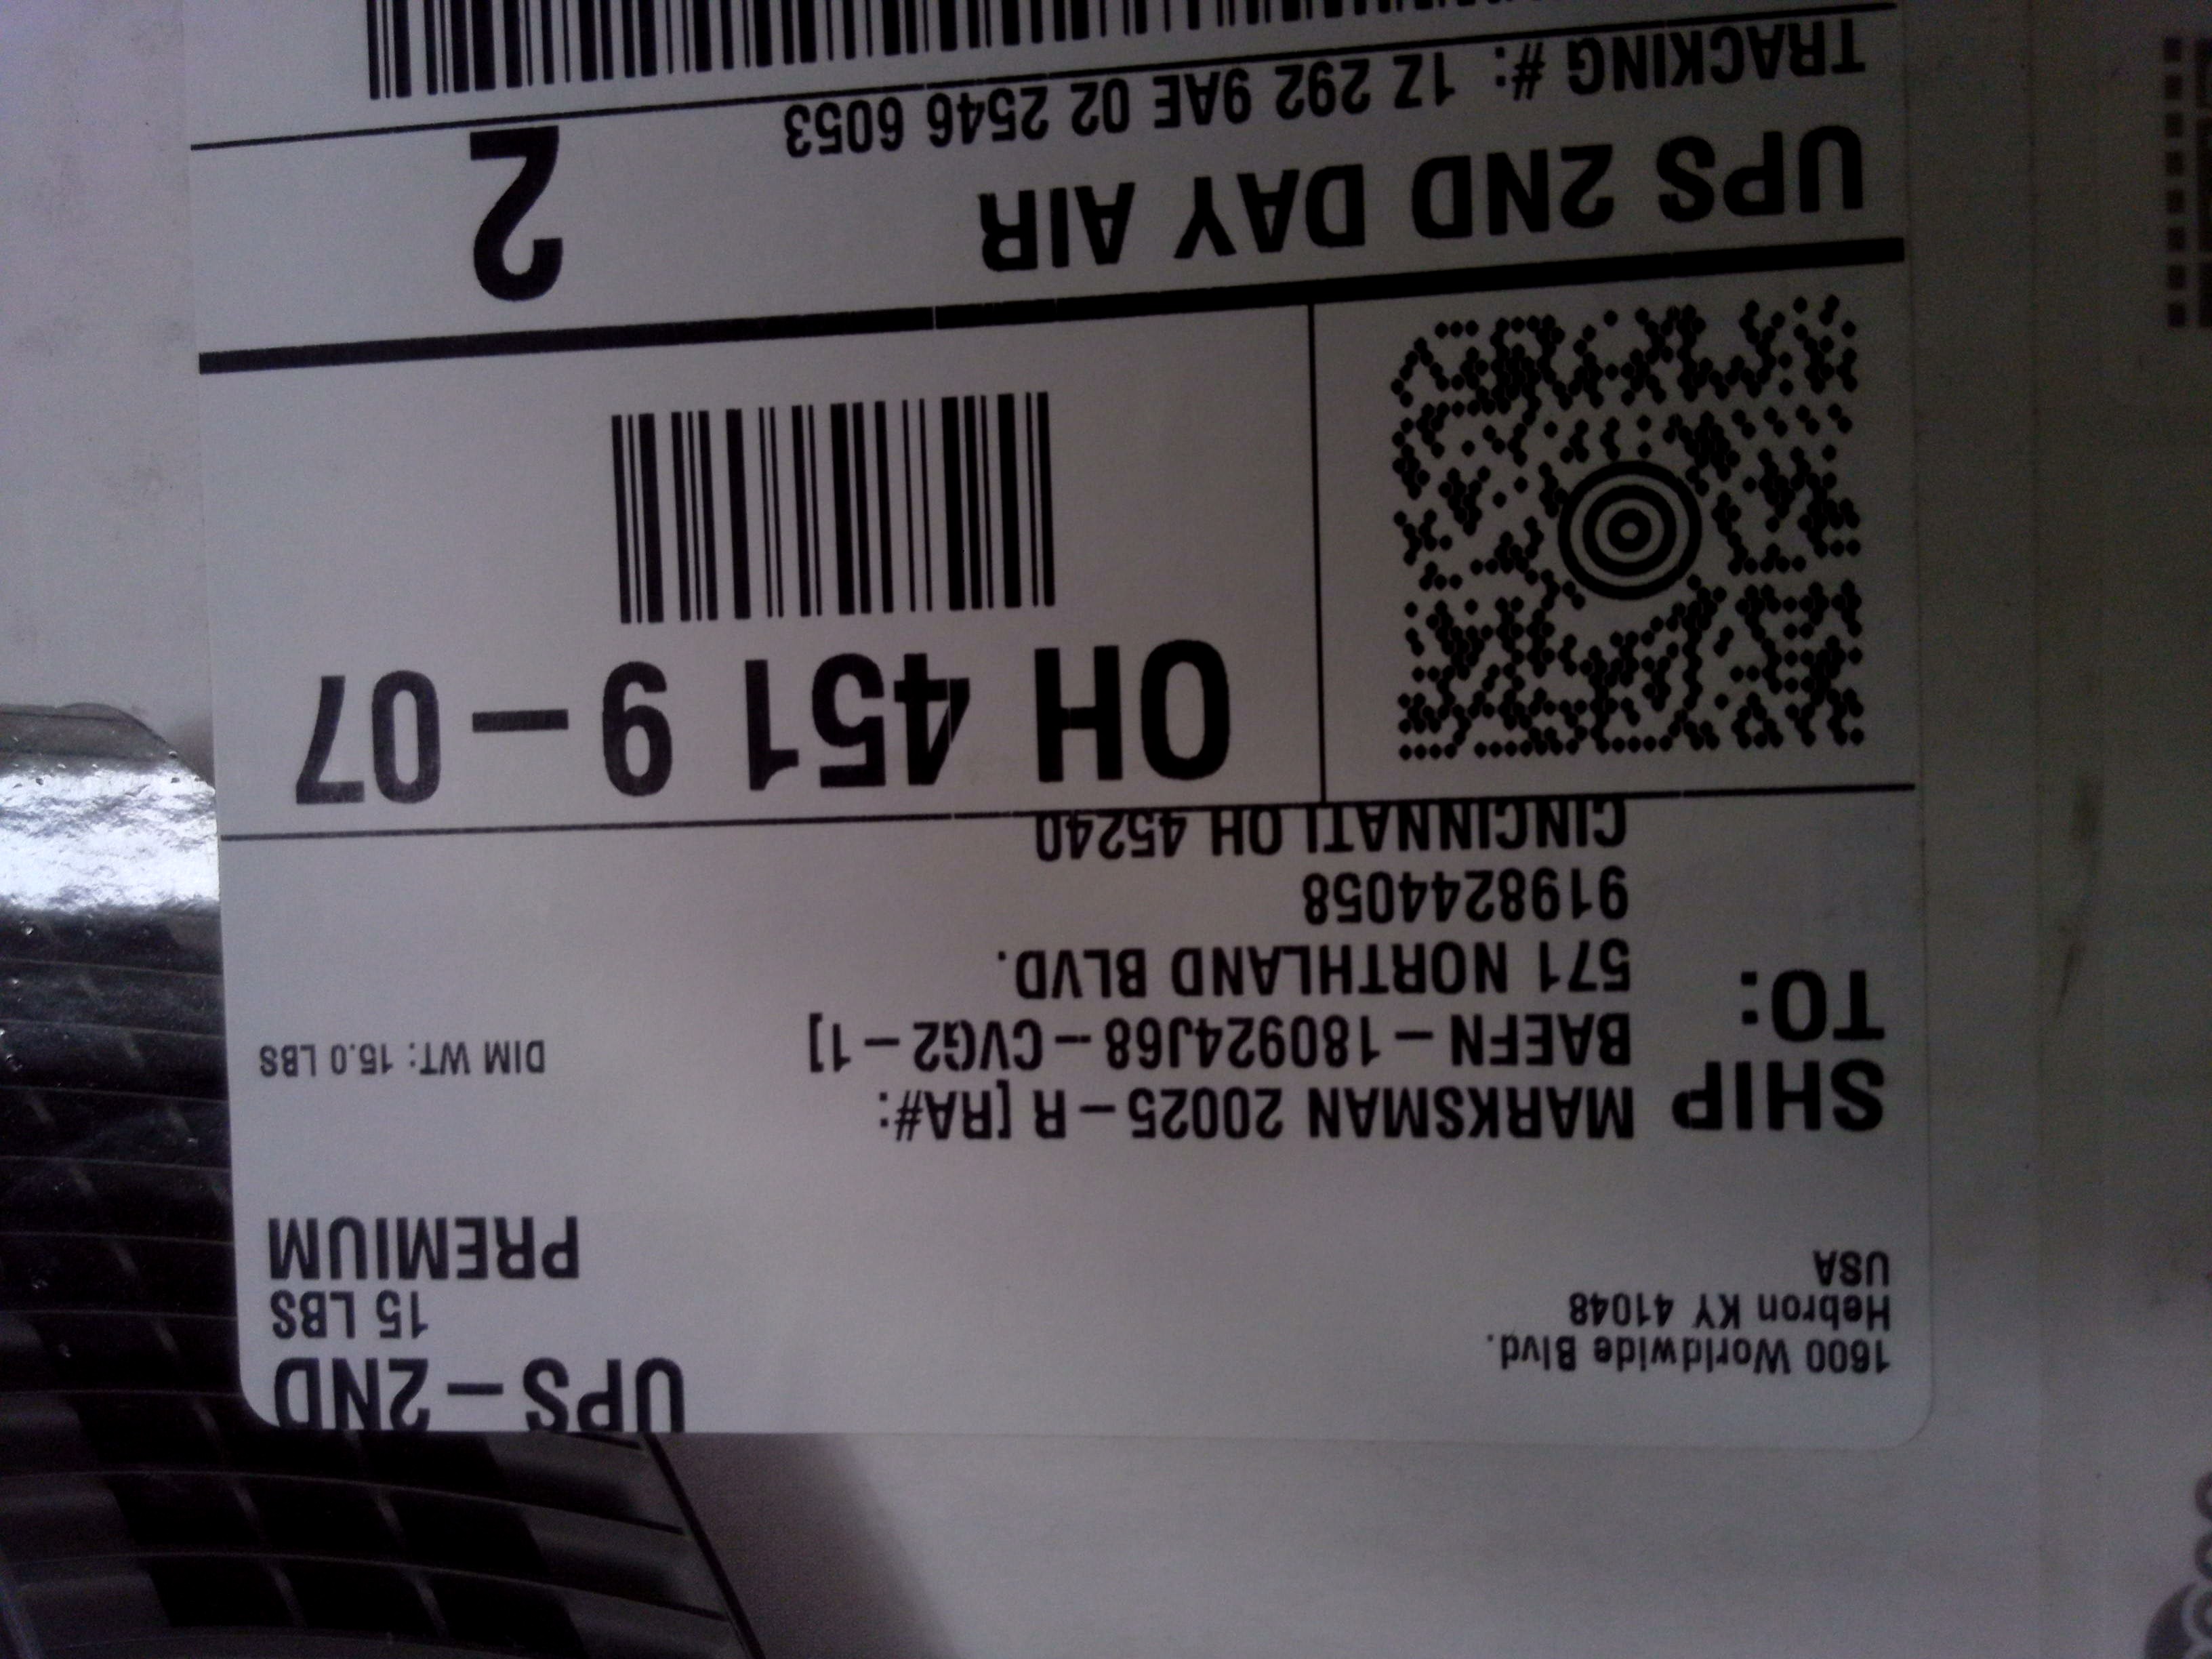 UPS-2ND
1600 Worldwide Blvd.
15 LBS
Hebron KY 41048
PREMIUM
USA
SHIP
TO:
MARKSMAN 20025-R [RA#:
BAEFN-180924J68-CVG2-1]
DIM WT: 15.0 LBS
571 NORTHLAND BLVD.
9198244058
CINCINNATI OH 45240
OH 451 9-07
UPS 2ND DAY AIR
2
TRACKING #: 1Z 292 9AE 02 2546 6053